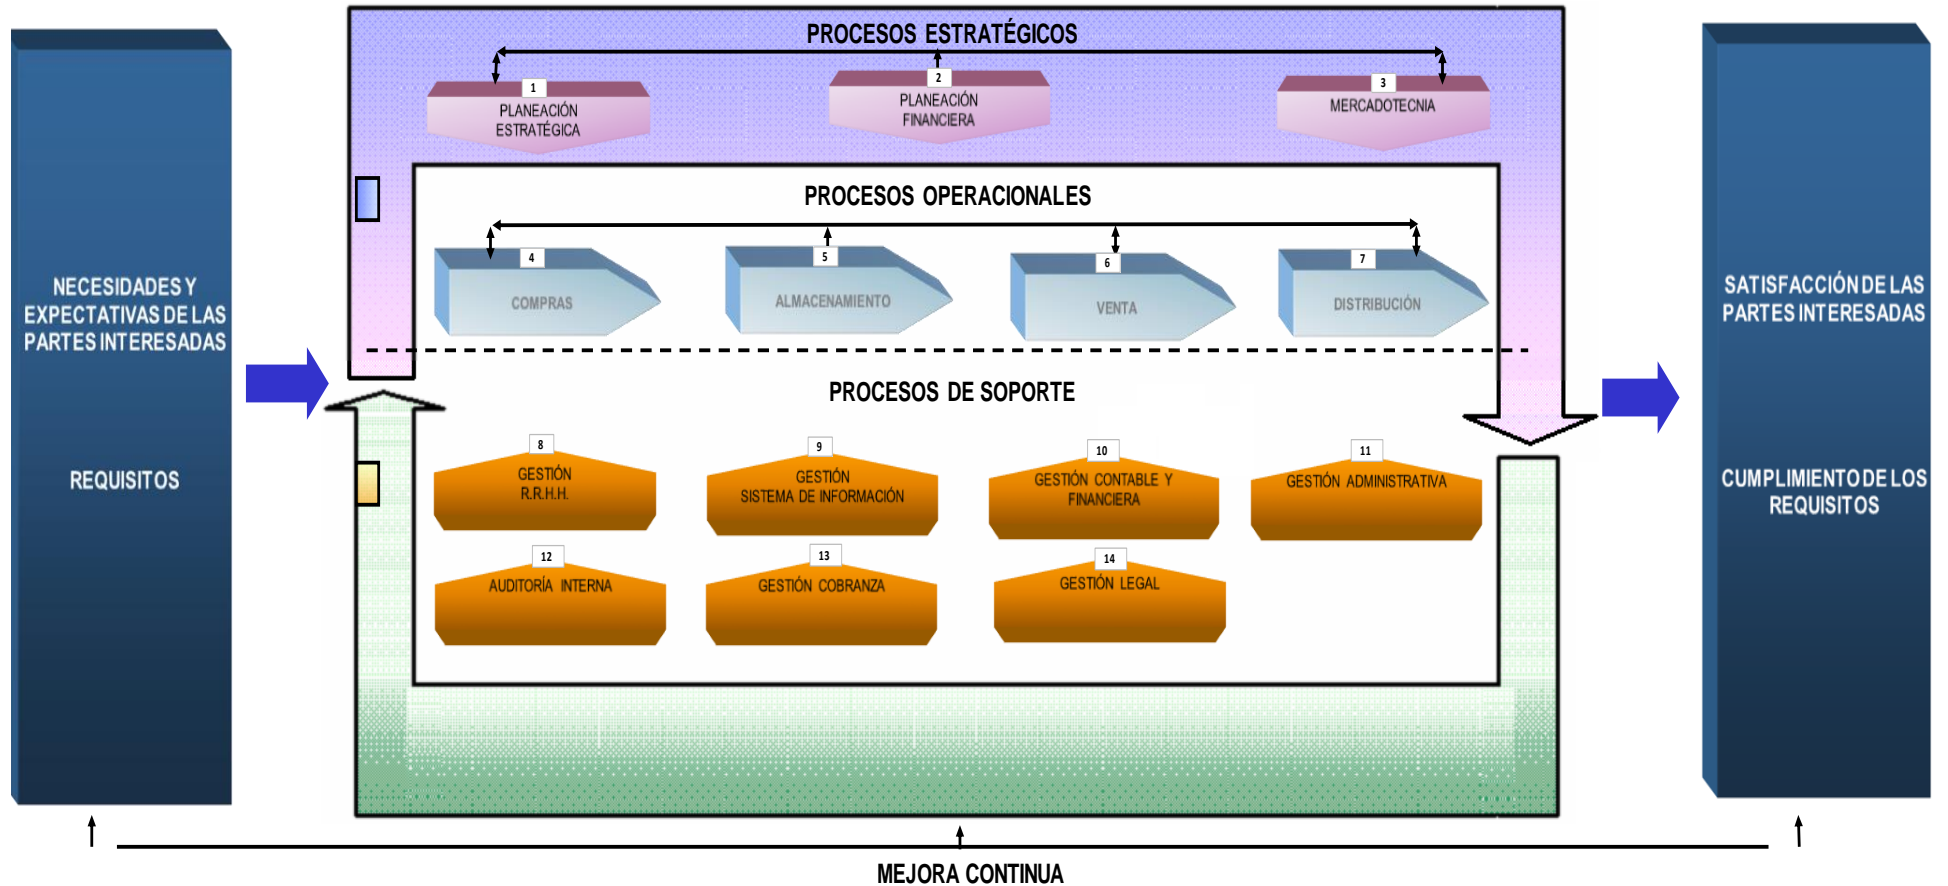 PROCESOS ESTRATÉGICOS
1
PLANEACIÓN
ESTRATÉGICA
2
PLANEACIÓN
FINANCIERA
3
MERCADOTECNIA
NECESIDADES Y
EXPECTATIVAS DE LAS
PARTES INTERESADAS
REQUISITOS
PROCESOS OPERACIONALES
4
COMPRAS
5
ALMACENAMIENTO
6
VENTA
7
DISTRIBUCIÓN
PROCESOS DE SOPORTE
8
GESTIÓN
R.R.H.H.
9
GESTIÓN
SISTEMA DE INFORMACIÓN
10
GESTIÓN CONTABLE Y
FINANCIERA
11
GESTIÓN ADMINISTRATIVA
12
AUDITORÍA INTERNA
13
GESTIÓN COBRANZA
14
GESTIÓN LEGAL
SATISFACCIÓN DE LAS
PARTES INTERESADAS
CUMPLIMIENTO DE LOS
REQUISITOS
MEJORA CONTINUA